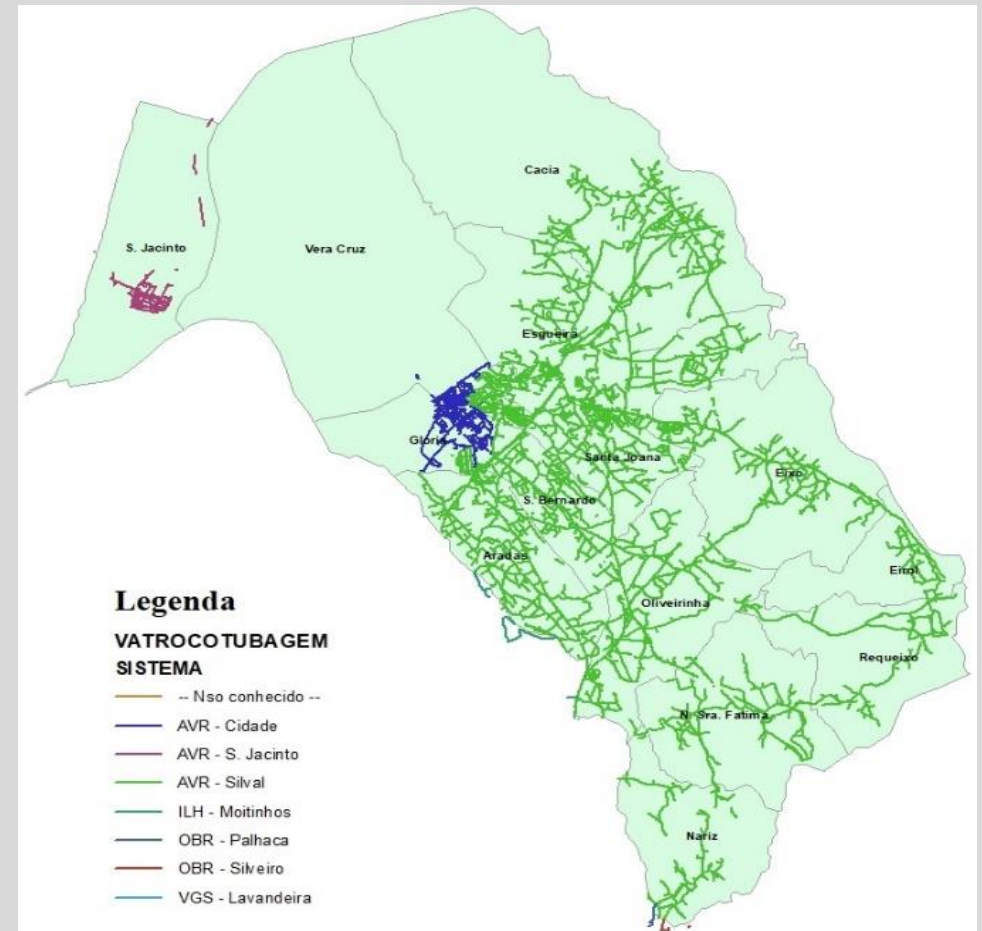 Cacia
S. Jacinto
Vera Cruz
Esgueira
Gloria
Santa Joana
Eixo
S. Bernardo
Aradas
Eirol
Oliveirinha
Requeixo
N. Sra. Fatima
Nariz
Legenda
VATROCOTUBAGEM
SISTEMA
-- Nso conhecido --
AVR - Cidade
AVR - S. Jacinto
AVR - Silval
ILH - Moitinhos
OBR - Palhaca
OBR - Silveiro
VGS - Lavandeira